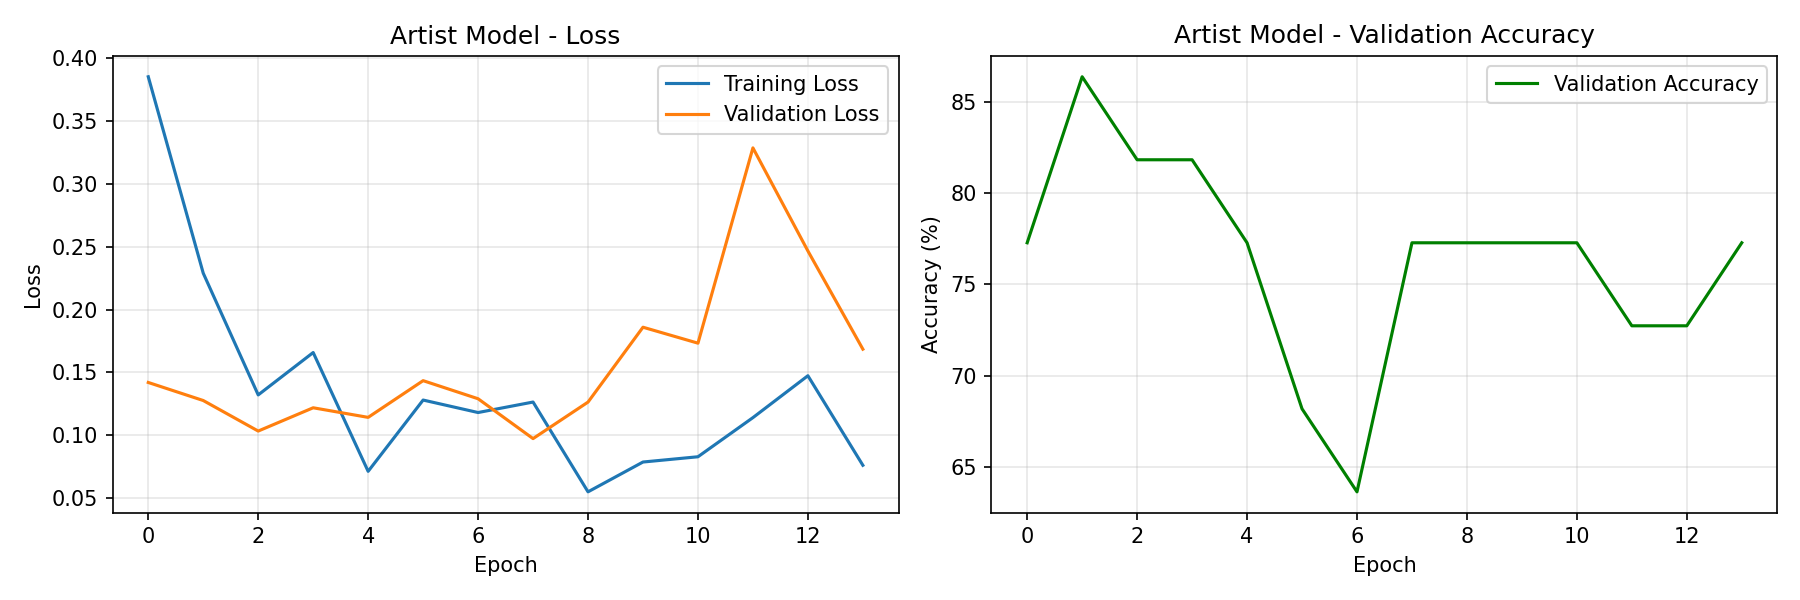 Artist Model - Loss
Training Loss
Validation Loss
0.40
0.35
0.30
0.25
0.20
0.15
0.10
0.05
Loss
0 2 4 6 8 10 12
Epoch
Artist Model - Validation Accuracy
Validation Accuracy
85
80
75
70
65
Accuracy (%)
0 2 4 6 8 10 12
Epoch